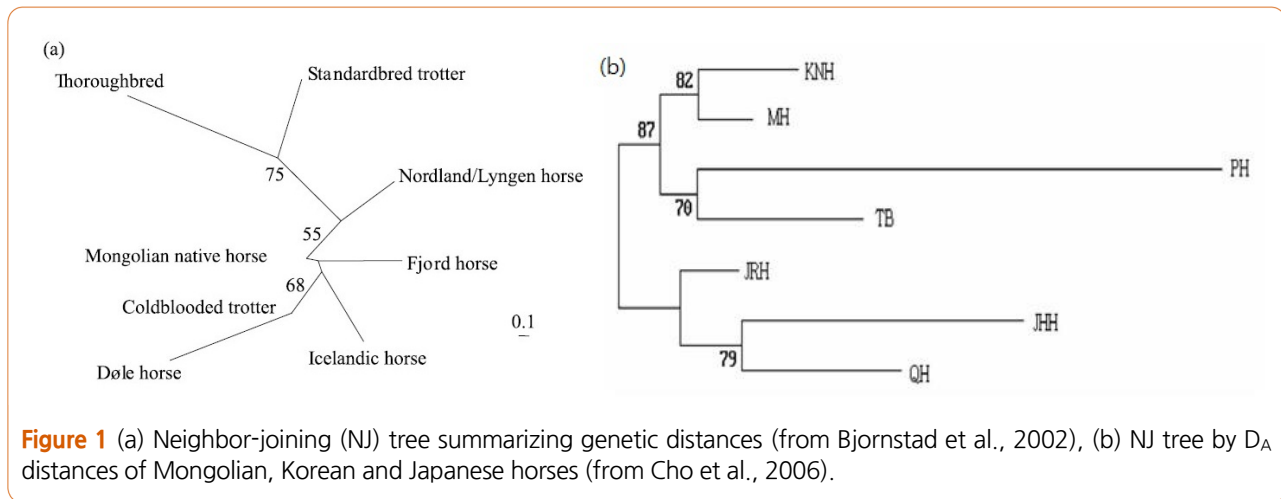 (a)
Thoroughbred
Standardbred trotter
75
Nordland/Lyngen horse
55
Mongolian native horse
Fjord horse
68
Coldblooded trotter
0.1
Icelandic horse
Døle horse
(b)
KNH
82
MH
87
PH
70
TB
JRH
JHH
79
QH
Figure 1 (a) Neighbor-joining (NJ) tree summarizing genetic distances (from Bjornstad et al., 2002), (b) NJ tree by D_A
distances of Mongolian, Korean and Japanese horses (from Cho et al., 2006).